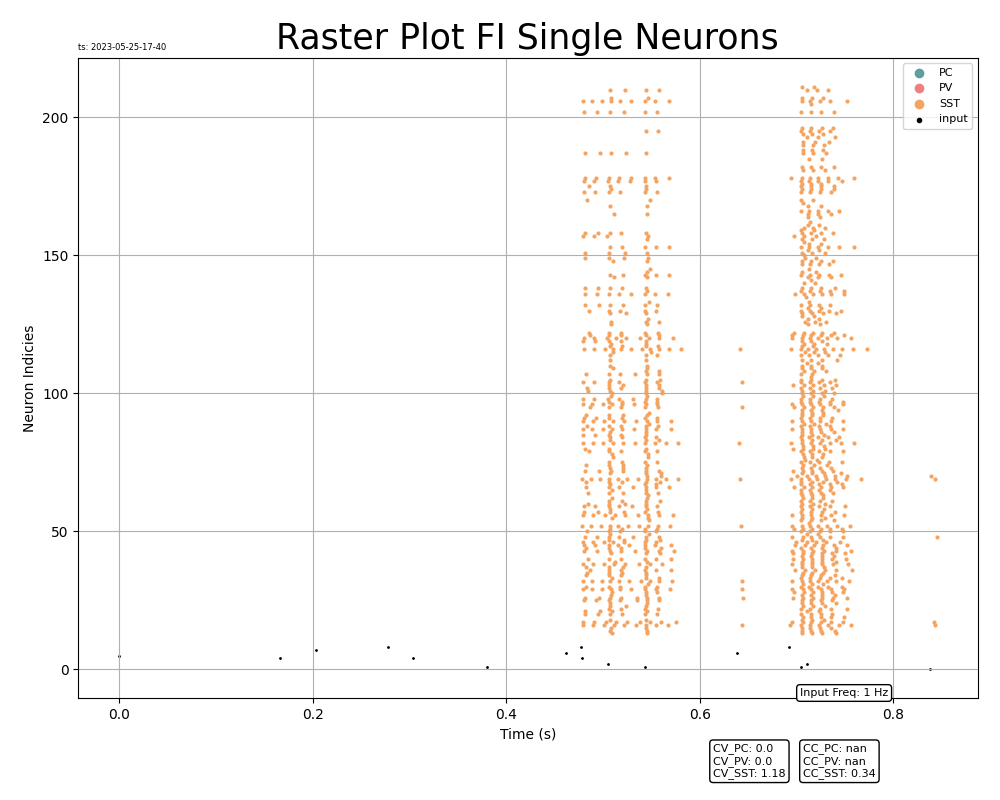 Raster Plot FI Single Neurons
ts: 2023-05-25-17-40
PC
PV
SST
input
200
150
100
50
0
Neuron Indicies
0.0 0.2 0.4 0.6 0.8
Time (s)
Input Freq: 1 Hz
CV_PC: 0.0
CV_PV: 0.0
CV_SST: 1.18
CC_PC: nan
CC_PV: nan
CC_SST: 0.34